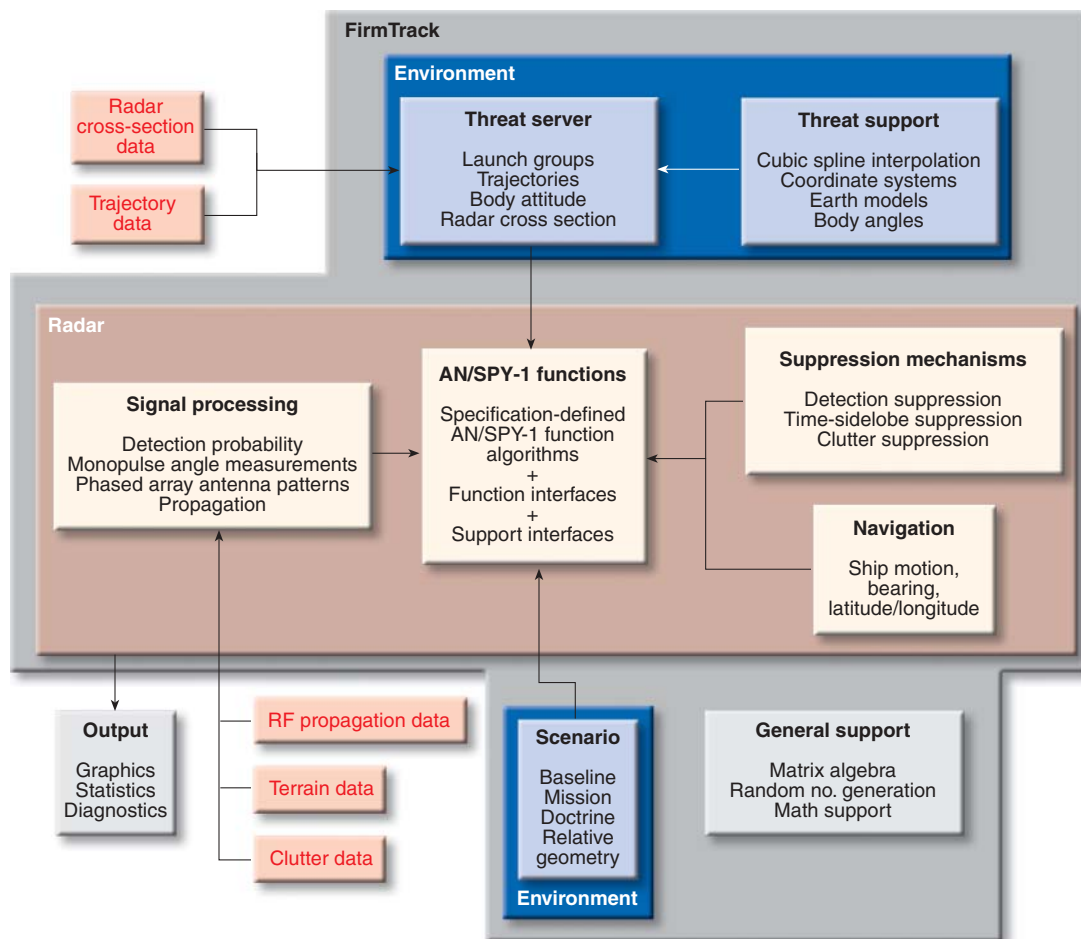 FirmTrack
Environment
Radar
cross-section
data
Trajectory
data
Threat server
Launch groups
Trajectories
Body attitude
Radar cross section
Threat support
Cubic spline interpolation
Coordinate systems
Earth models
Body angles
Radar
Signal processing
Detection probability
Monopulse angle measurements
Phased array antenna patterns
Propagation
AN/SPY-1 functions
Specification-defined
AN/SPY-1 function
algorithms
+
Function interfaces
+
Support interfaces
Suppression mechanisms
Detection suppression
Time-sidelobe suppression
Clutter suppression
Navigation
Ship motion,
bearing,
latitude/longitude
Output
Graphics
Statistics
Diagnostics
RF propagation data
Terrain data
Clutter data
Scenario
Baseline
Mission
Doctrine
Relative
geometry
Environment
General support
Matrix algebra
Random no. generation
Math support